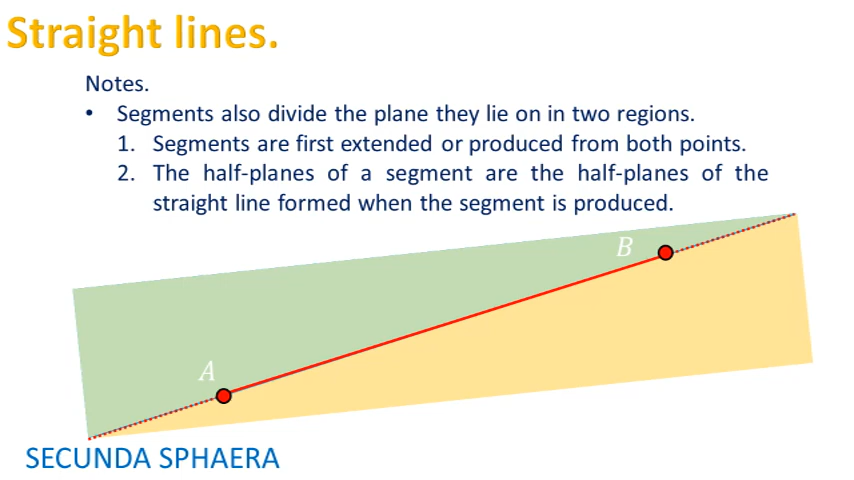 Straight lines.
Notes.
• Segments also divide the plane they lie on in two regions.
1. Segments are first extended or produced from both points.
2. The half-planes of a segment are the half-planes of the
straight line formed when the segment is produced.
B
A
SECUNDA SPHAERA